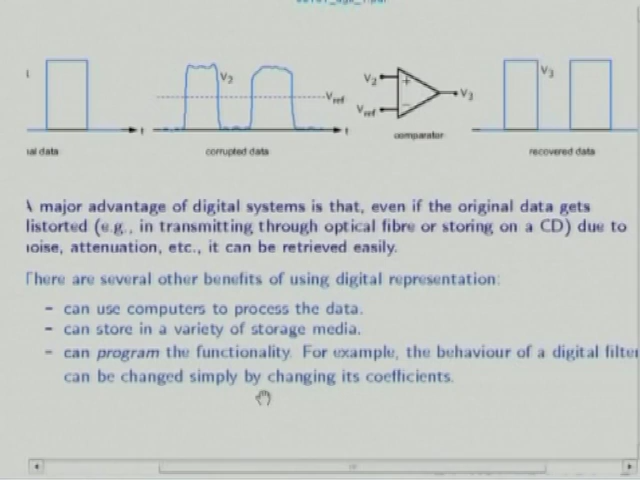 V₂
V_ref
t
al data
t
corrupted data
V₂
V_ref
+
−
V₃
comparator
V₃
recovered data
A major advantage of digital systems is that, even if the original data gets
distorted (e.g., in transmitting through optical fibre or storing on a CD) due to
noise, attenuation, etc., it can be retrieved easily.
There are several other benefits of using digital representation:
- can use computers to process the data.
- can store in a variety of storage media.
- can program the functionality. For example, the behaviour of a digital filter
can be changed simply by changing its coefficients.